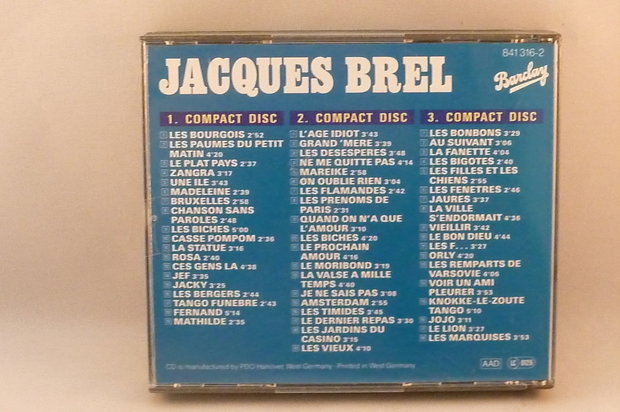 841 316-2
JACQUES BREL
Barclay
1. COMPACT DISC
LES BOURGOIS 2'52
LES PAUMES DU PETIT
MATIN 4'20
LE PLAT PAYS 2'37
ZANGRA 3'17
UNE ILE 3'43
MADELEINE 2'39
BRUXELLES 2'58
CHANSON SANS
PAROLES 2'48
LES BICHES 5'00
CASSE POMPOM 2'36
LA STATUE 3'16
ROSA 2'40
CES GENS LA 4'38
JEF 3'35
JACKY 3'25
LES BERGERS 2'44
TANGO FUNEBRE 2'43
FERNAND 5'14
MATHILDE 2'35
2. COMPACT DISC
L'AGE IDIOT 3'43
GRAND 'MERE 3'39
LES DESESPERES 3'48
NE ME QUITTE PAS 4'14
MAREIKE 2'58
ON OUBLIE RIEN 3'04
LES FLAMANDES 2'42
LES PRENOMS DE
PARIS 2'31
QUAND ON N'A QUE
L'AMOUR 3'10
LES BICHES 4'20
LE PROCHAIN
AMOUR 4'16
LE MORIBOND 3'19
LA VALSE A MILLE
TEMPS 4'40
JE NE SAIS PAS 3'08
AMSTERDAM 2'55
LES TIMIDES 3'45
LE DERNIER REPAS 3'30
LES JARDINS DU
CASINO 3'15
LES VIEUX 4'10
3. COMPACT DISC
LES BONBONS 3'29
AU SUIVANT 3'06
LA FANETTE 4'04
LES BIGOTES 2'40
LES FILLES ET LES
CHIENS 2'55
LES FENETRES 2'46
JAURES 3'37
LA VILLE
S'ENDORMAIT 4'36
VIEILLIR 3'42
LE BON DIEU 4'44
LES F... 3'27
ORLY 4'20
LES REMPARTS DE
VARSOVIE 4'05
VOIR UN AMI
PLEURER 3'53
KNOKKE-LE-ZOUTE
TANGO 5'10
JOJO 3'11
LE LION 3'27
LES MARQUISES 3'53
CD is manufactured by PDO Hanover, West Germany · Printed in West Germany
AAD
LC